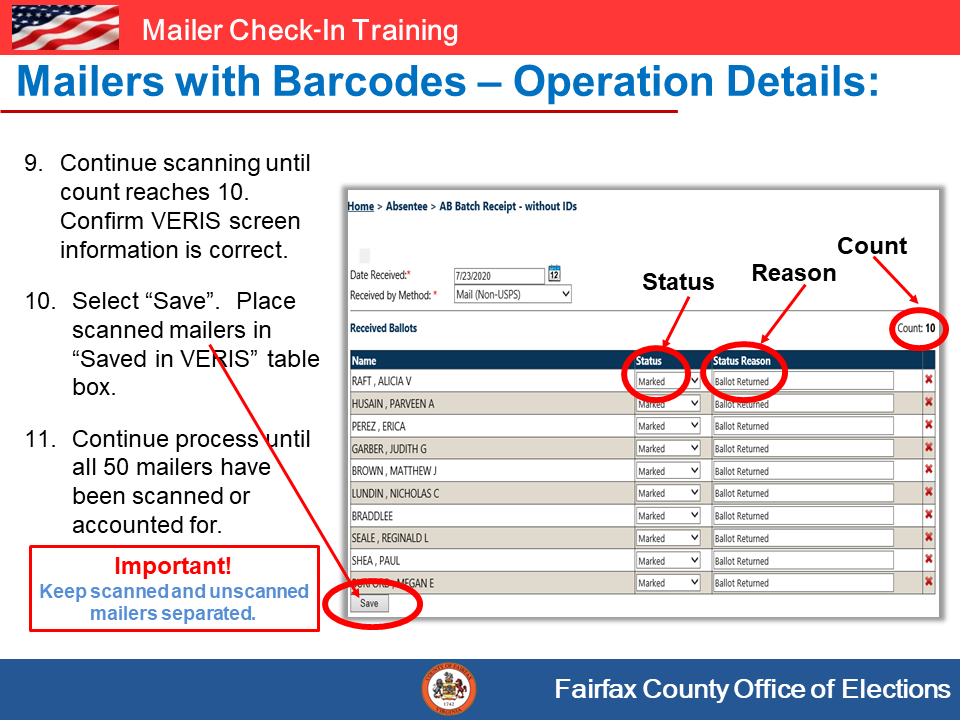 Mailer Check-In Training
Mailers with Barcodes – Operation Details:
9. Continue scanning until
count reaches 10.
Confirm VERIS screen
information is correct.
10. Select “Save”. Place
scanned mailers in
“Saved in VERIS” table
box.
11. Continue process until
all 50 mailers have
been scanned or
accounted for.
Important!
Keep scanned and unscanned
mailers separated.
Home > Absentee > AB Batch Receipt - without IDs
Count
Reason
Status
Date Received:* 7/23/2020 12
Received by Method: * Mail (Non-USPS)
Received Ballots Count: 10
Name Status Status Reason
RAFT , ALICIA V Marked Ballot Returned
HUSAIN , PARVEEN A Marked Ballot Returned
PEREZ , ERICA Marked Ballot Returned
GARBER , JUDITH G Marked Ballot Returned
BROWN , MATTHEW J Marked Ballot Returned
LUNDIN , NICHOLAS C Marked Ballot Returned
BRADDLEE Marked Ballot Returned
SEALE , REGINALD L Marked Ballot Returned
SHEA , PAUL Marked Ballot Returned
MEGAN E Marked Ballot Returned
Save
COUNTY OF FAIRFAX
VIRGINIA
1742
Fairfax County Office of Elections